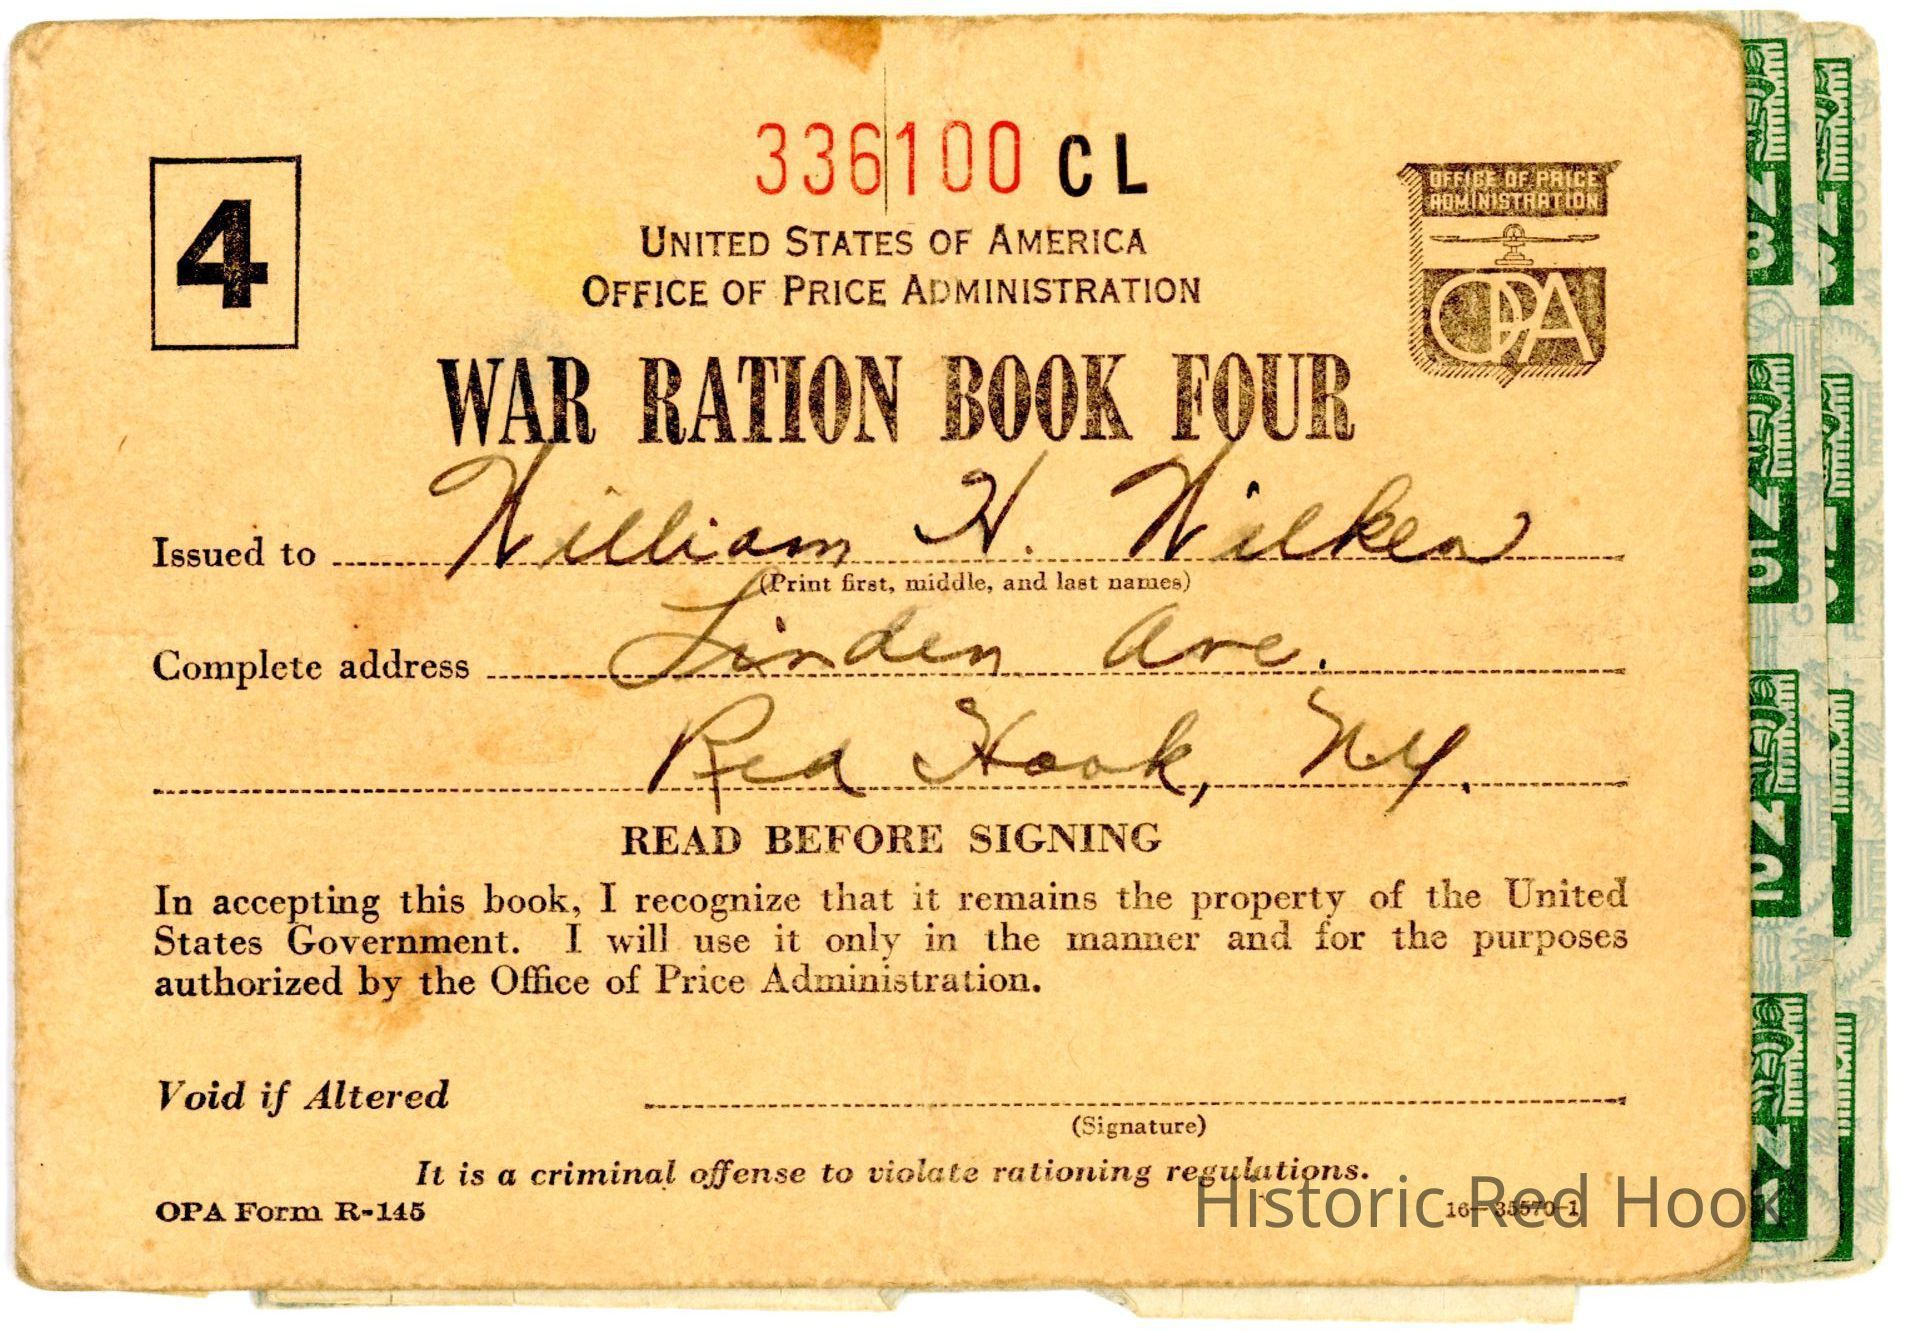 336100 CL
4
OFFICE OF PRICE
ADMINISTRATION
OPA
UNITED STATES OF AMERICA
OFFICE OF PRICE ADMINISTRATION
WAR RATION BOOK FOUR
Issued to William H. Wilken
(Print first, middle, and last names)
Complete address Linden Ave.
Red Hook, NY.
READ BEFORE SIGNING
In accepting this book, I recognize that it remains the property of the United
States Government. I will use it only in the manner and for the purposes
authorized by the Office of Price Administration.
Void if Altered
(Signature)
It is a criminal offense to violate rationing regulations.
OPA Form R-145
16-35570-1
Historic Red Hook